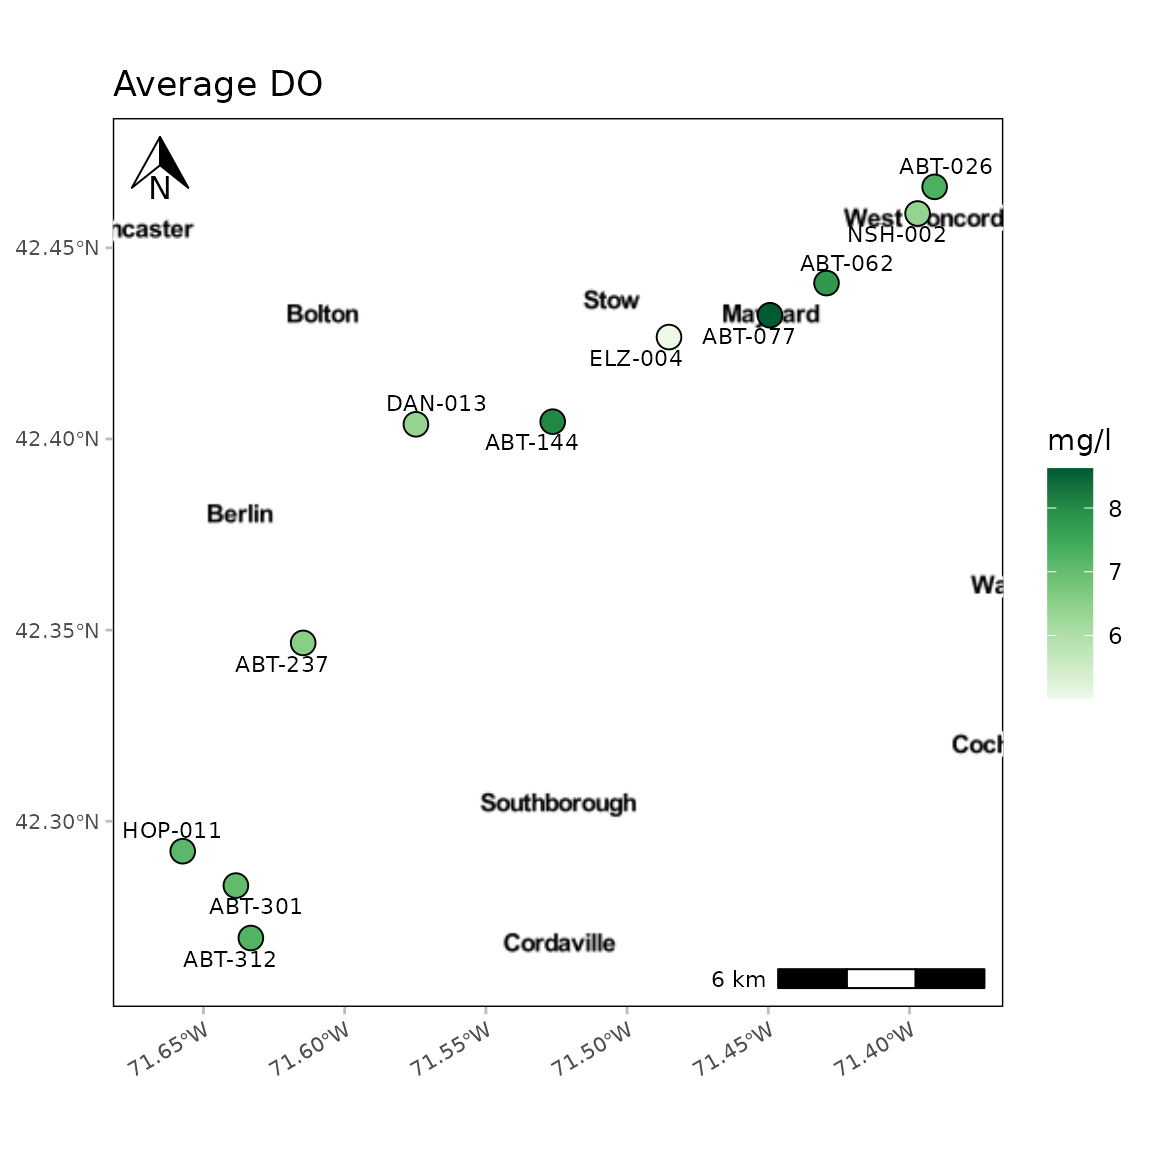 Average DO
N
ABT-026
West Concord
NSH-002
ncaster
42.45°N
ABT-062
Stow
Bolton
Maynard
ABT-077
ELZ-004
DAN-013
42.40°N
ABT-144
mg/l
8
7
6
Berlin
Wa
42.35°N
ABT-237
Coch
Southborough
42.30°N
HOP-011
ABT-301
Cordaville
ABT-312
6 km
71.65°W
71.60°W
71.55°W
71.50°W
71.45°W
71.40°W